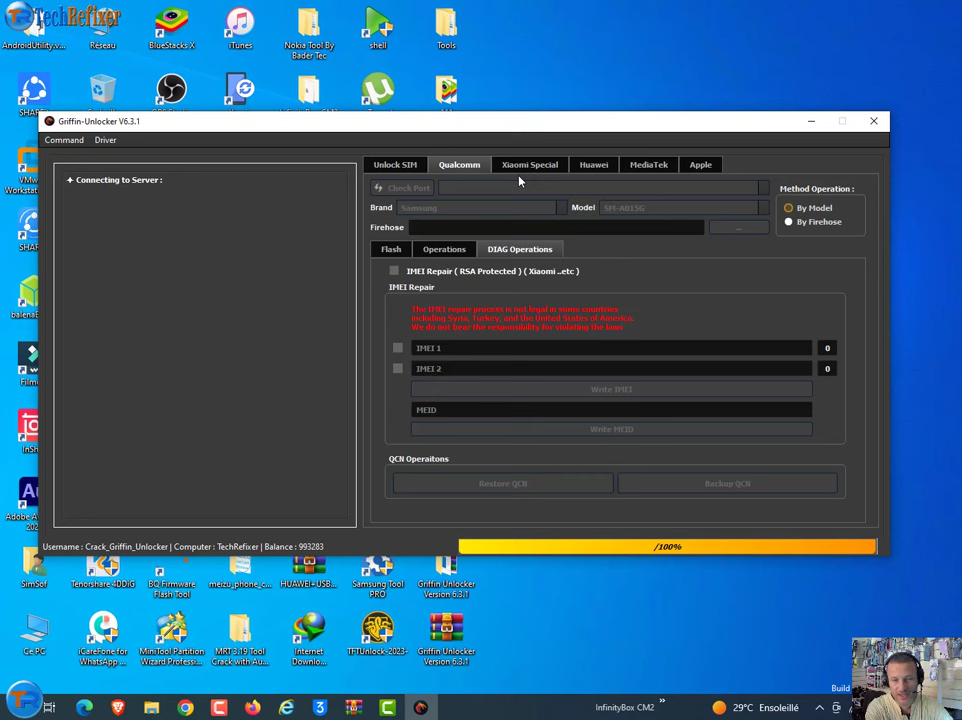 TechRefixer
AndroidUtility.v...
Reseau
BlueStacks X
iTunes
Nokia Tool By
Bader Tec
shell
Tools
Griffin-Unlocker V6.3.1
Command
Driver
+ Connecting to Server :
Unlock SIM
Qualcomm
Xiaomi Special
Huawei
MediaTek
Apple
Check Port
Method Operation :
Brand
Samsung
Model
SM-A015G
By Model
By Firehose
Firehose
...
Flash
Operations
DIAG Operations
IMEI Repair ( RSA Protected ) ( Xiaomi ..etc )
IMEI Repair
The IMEI repair process is not legal in some countries
including Syria, Turkey, and the United States of America.
We do not bear the responsibility for violating the laws
IMEI 1
0
IMEI 2
0
Write IMEI
MEID
Write MEID
QCN Operaitons
Restore QCN
Backup QCN
Username : Crack_Griffin_Unlocker | Computer : TechRefixer | Balance : 993283
/100%
SimSof
Tenorshare 4DDiG
BQ Firmware
Flash Tool
meizu_phone_c...
HUAWEI+USB...
Samsung Tool
PRO
Griffin Unlocker
Version 6.3.1
Ce PC
iCareFone for
WhatsApp ...
MiniTool Partition
Wizard Professi...
MRT 3.19 Tool
Crack with Au...
Internet
Downlo...
TFTUnlock-2023-
Griffin Unlocker
Version 6.3.1
Build
InfinityBox CM2
29°C Ensoleillé